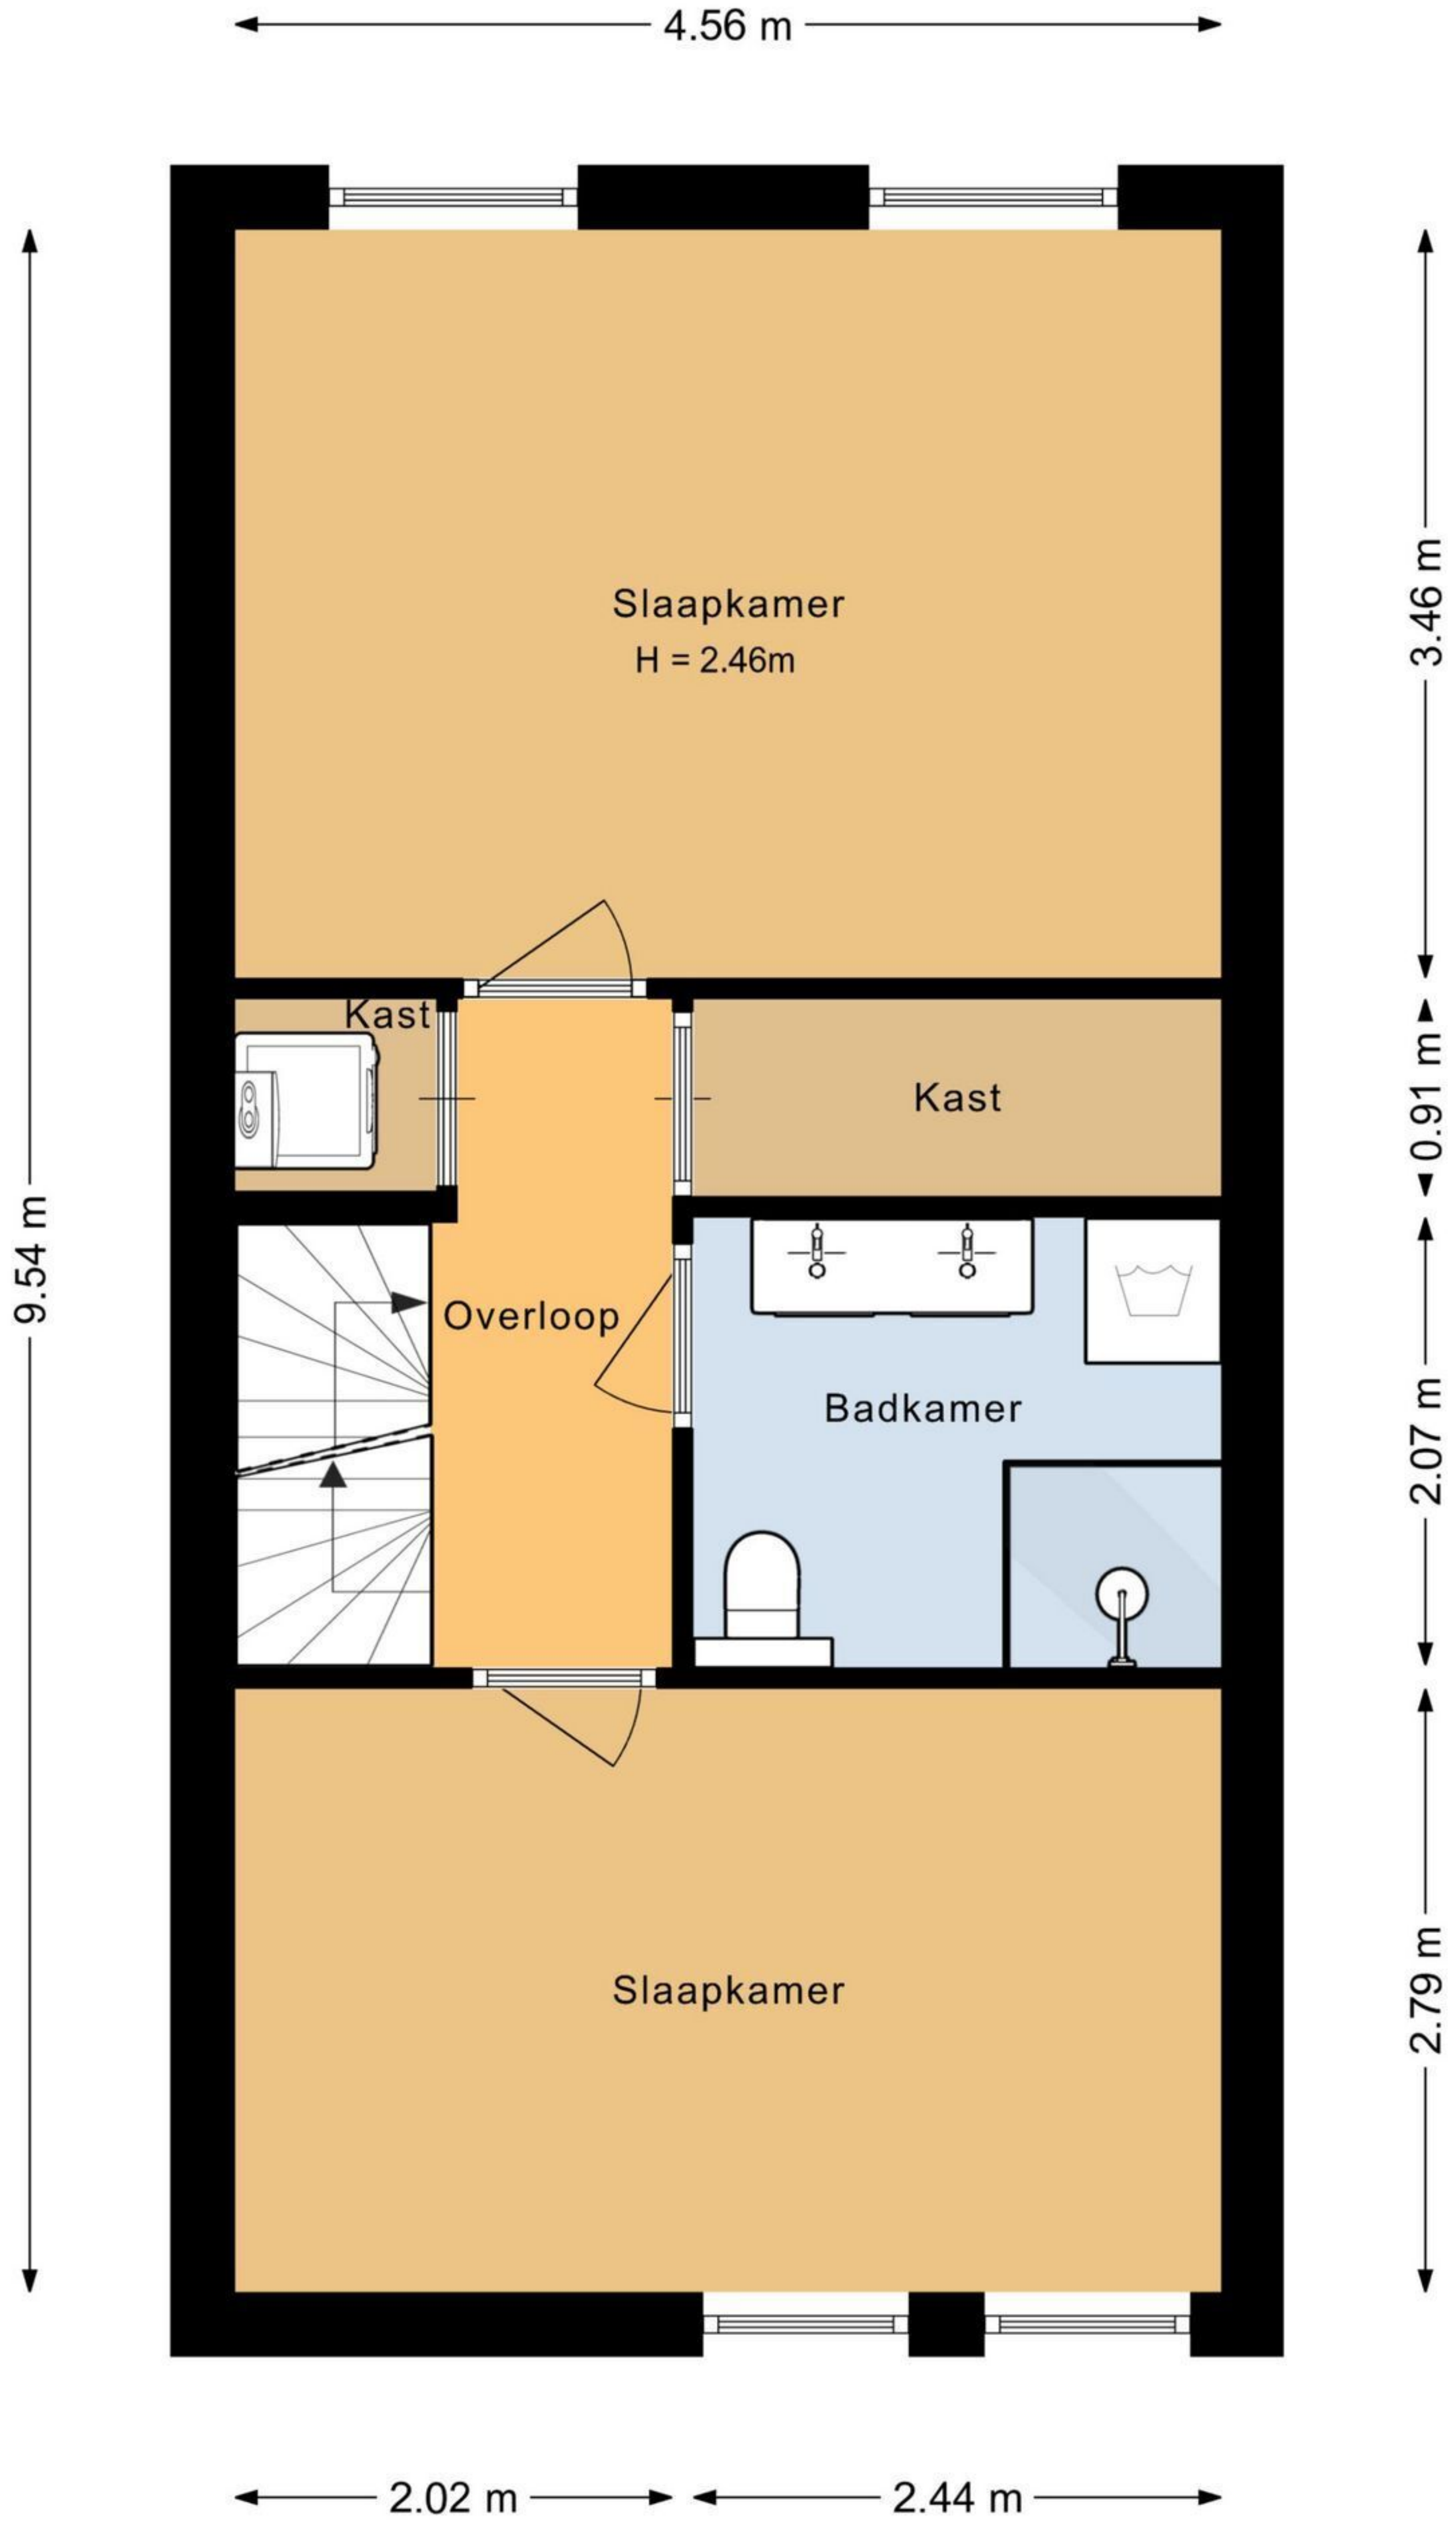 4.56 m
Slaapkamer
H = 2.46m
3.46 m
Kast
Kast
0.91 m
9.54 m
Overloop
Badkamer
2.07 m
Slaapkamer
2.79 m
2.02 m
2.44 m